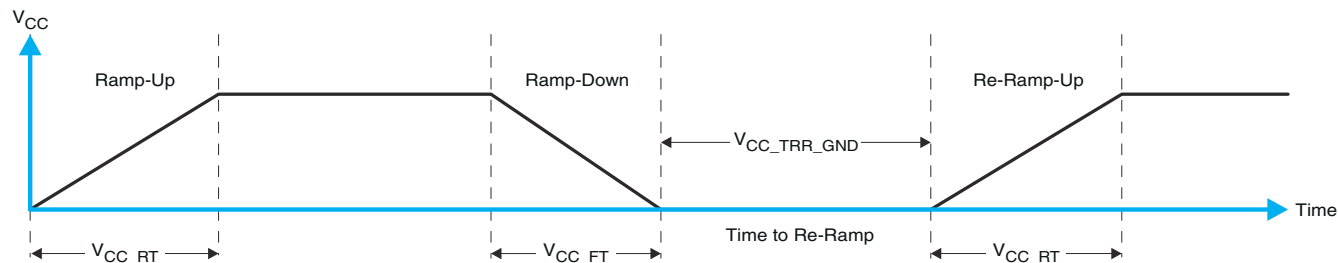 VCC
Ramp-Up
Ramp-Down
Re-Ramp-Up
VCC_TRR_GND
Time
Time to Re-Ramp
VCC_RT
VCC_FT
VCC_RT